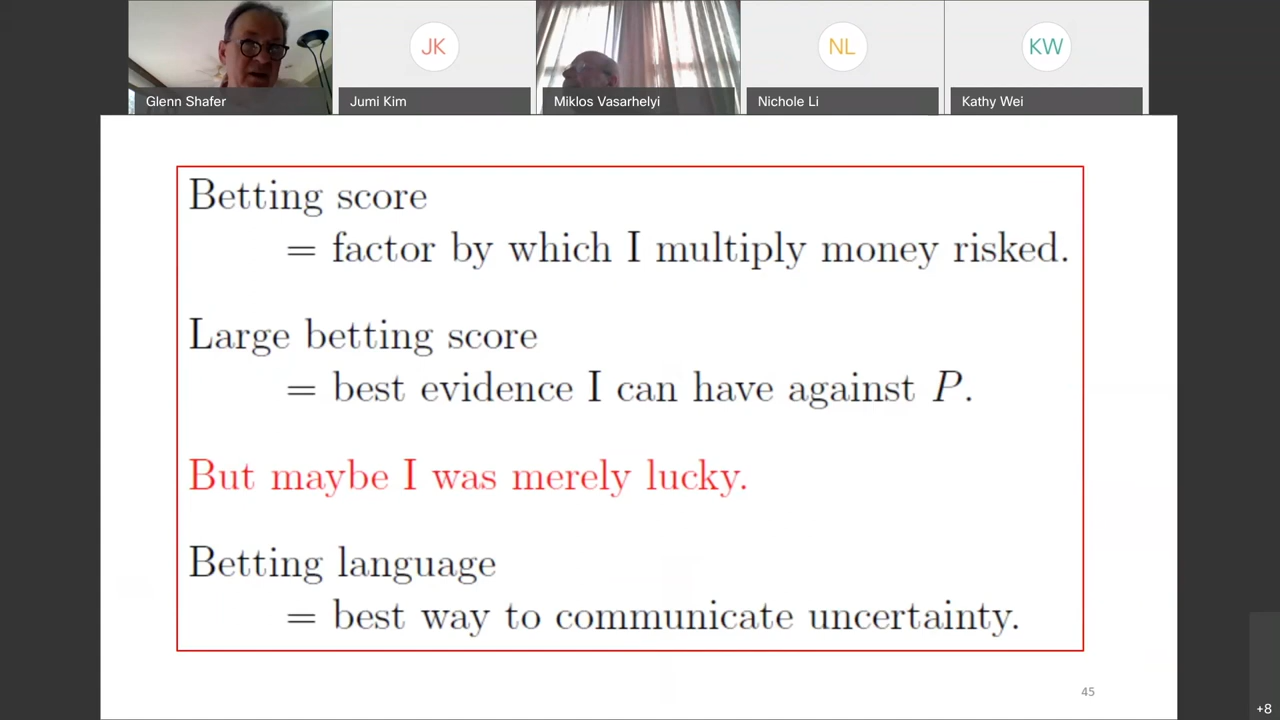 Glenn Shafer
JK
Jumi Kim
Miklos Vasarhelyi
NL
Nichole Li
KW
Kathy Wei
Betting score
= factor by which I multiply money risked.
Large betting score
= best evidence I can have against P.
But maybe I was merely lucky.
Betting language
= best way to communicate uncertainty.
45
+8